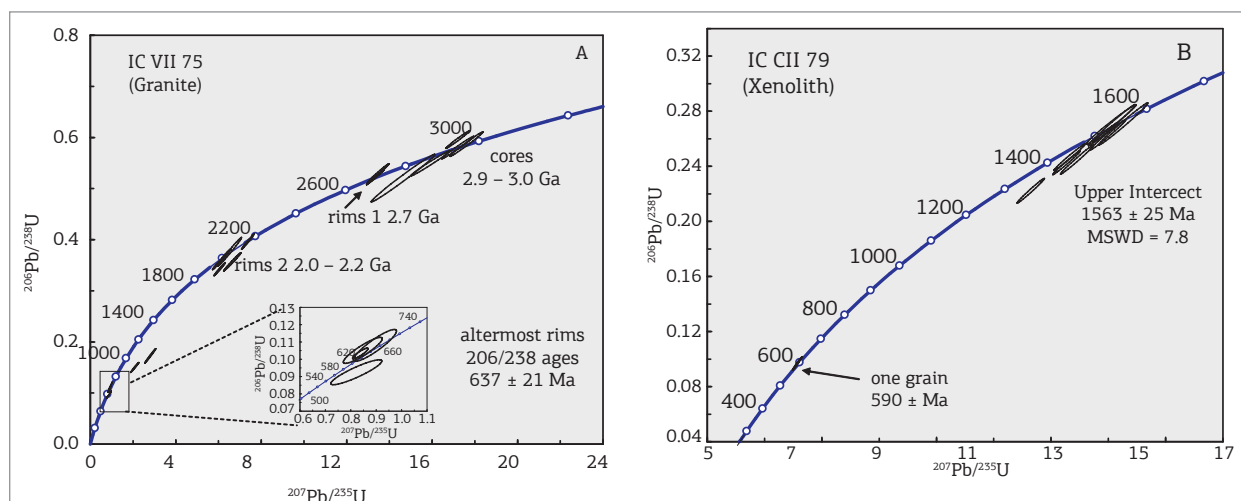 A
IC VII 75
(Granite)
0.8
0.6
0.4
0.2
0.0
206Pb/238U
3000
cores
2.9 – 3.0 Ga
2600
rims 1 2.7 Ga
2200
rims 2 2.0 – 2.2 Ga
1800
1400
1000
altermost rims
206/238 ages
637 ± 21 Ma
0.13
0.11
0.10
0.09
0.08
0.07
206Pb/238U
740
660
620
580
540
500
0.6 0.7 0.8 0.9 1.0 1.1
207Pb/235U
0 4 8 12 16 20 24
207Pb/235U
B
IC CII 79
(Xenolith)
0.32
0.28
0.24
0.20
0.16
0.12
0.08
0.04
206Pb/238U
1600
1400
1200
1000
800
600
400
Upper Intercect
1563 ± 25 Ma
MSWD = 7.8
one grain
590 ± Ma
5 7 9 11 13 15 17
207Pb/235U